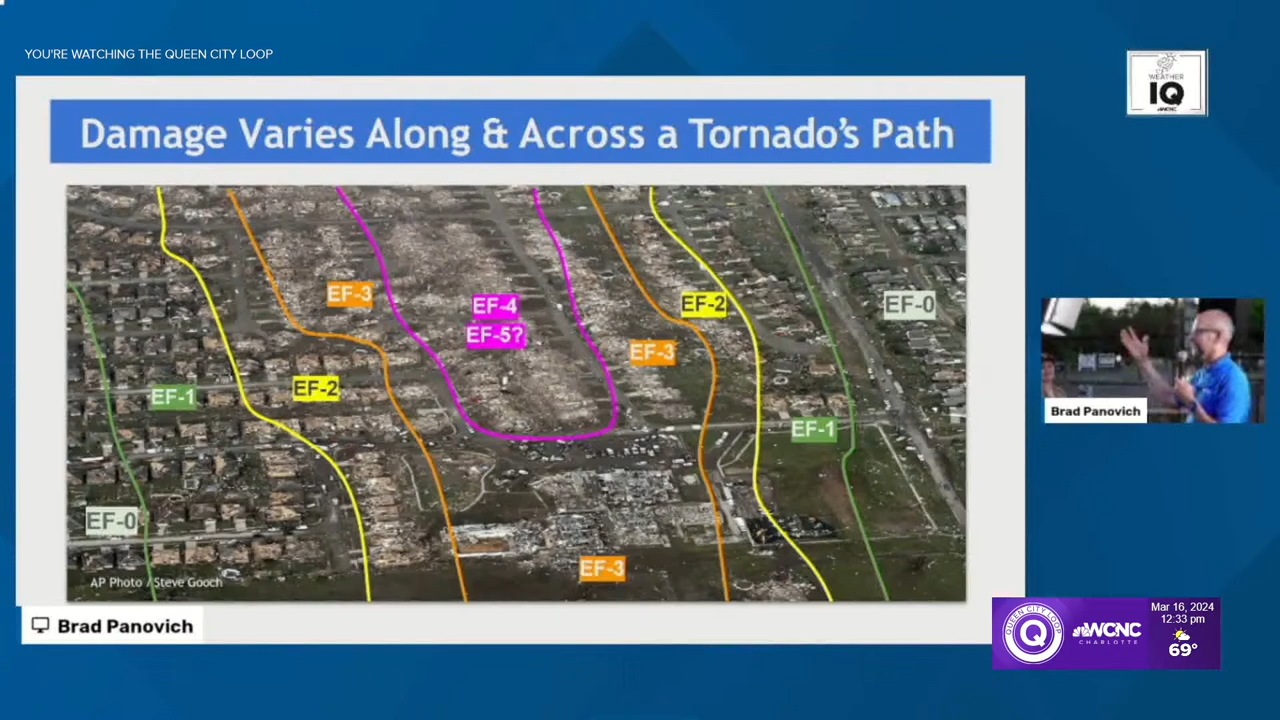 YOU'RE WATCHING THE QUEEN CITY LOOP
WEATHER
IQ
WCNC
Damage Varies Along & Across a Tornado's Path
EF-3
EF-4
EF-5?
EF-2
EF-0
EF-3
EF-1
EF-2
EF-1
EF-0
EF-3
AP Photo / Steve Gooch
Brad Panovich
Brad Panovich
QUEEN CITY LOOP
Q
WCNC
CHARLOTTE
Mar 16, 2024
12:33 pm
69°